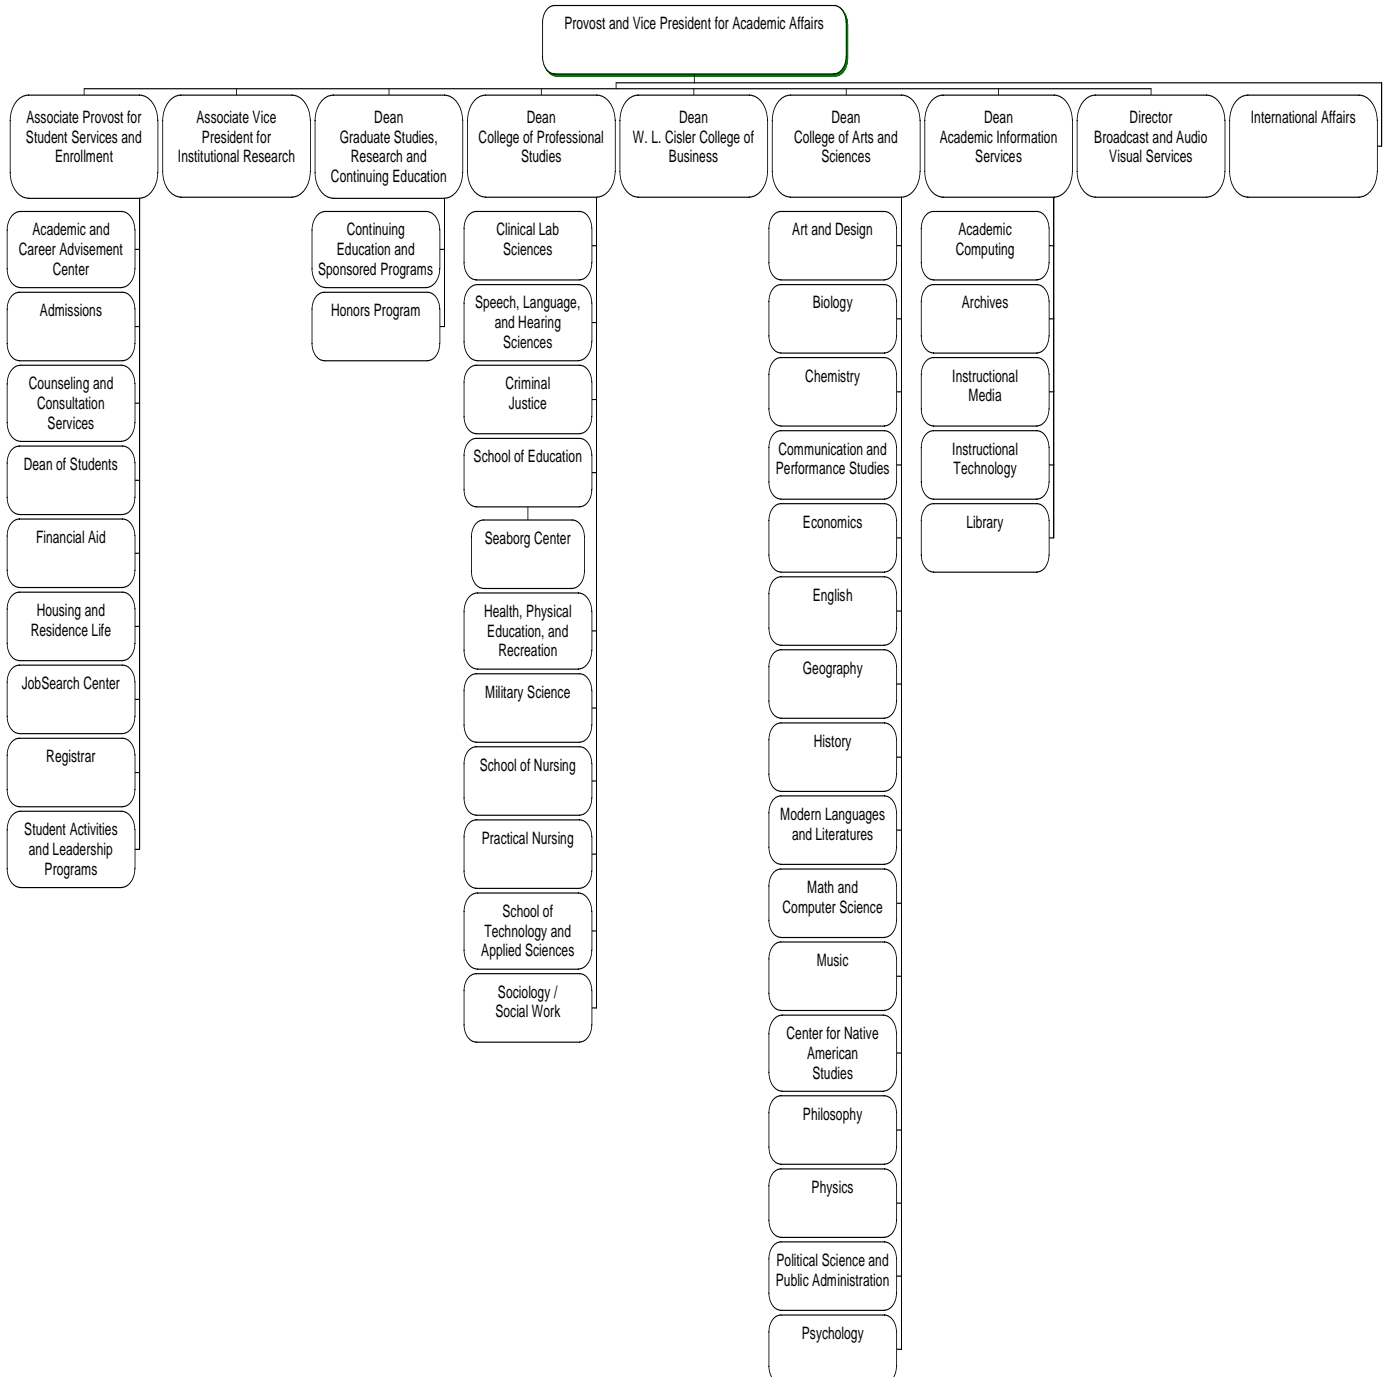 Provost and Vice President for Academic Affairs
Associate Provost for
Student Services and
Enrollment
Associate Vice
President for
Institutional Research
Dean
Graduate Studies,
Research and
Continuing Education
Dean
College of Professional
Studies
Dean
W. L. Cisler College of
Business
Dean
College of Arts and
Sciences
Dean
Academic Information
Services
Director
Broadcast and Audio
Visual Services
International Affairs
Academic and
Career Advisement
Center
Admissions
Counseling and
Consultation
Services
Dean of Students
Financial Aid
Housing and
Residence Life
JobSearch Center
Registrar
Student Activities
and Leadership
Programs
Continuing
Education and
Sponsored Programs
Honors Program
Clinical Lab
Sciences
Speech, Language,
and Hearing
Sciences
Criminal
Justice
School of Education
Seaborg Center
Health, Physical
Education, and
Recreation
Military Science
School of Nursing
Practical Nursing
School of
Technology and
Applied Sciences
Sociology /
Social Work
Art and Design
Biology
Chemistry
Communication and
Performance Studies
Economics
English
Geography
History
Modern Languages
and Literatures
Math and
Computer Science
Music
Center for Native
American
Studies
Philosophy
Physics
Political Science and
Public Administration
Psychology
Academic
Computing
Archives
Instructional
Media
Instructional
Technology
Library